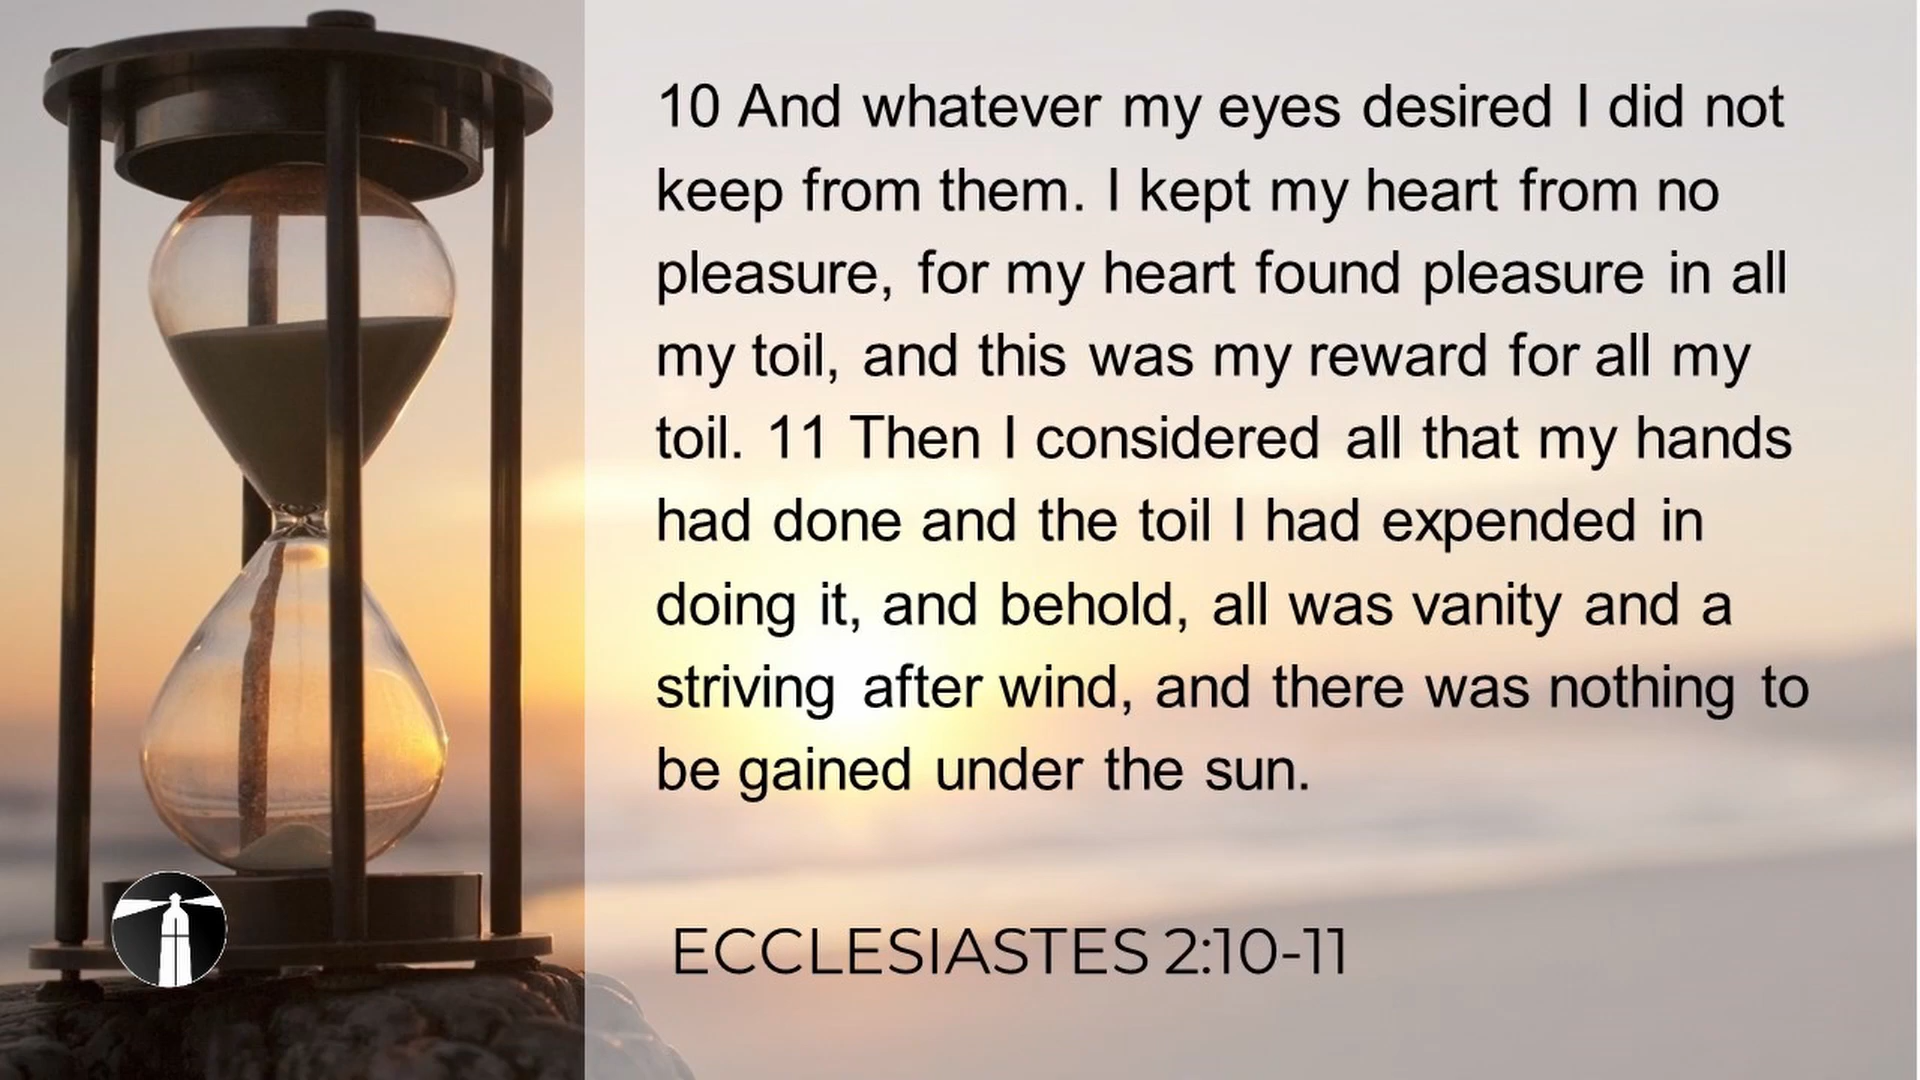 10 And whatever my eyes desired I did not
keep from them. I kept my heart from no
pleasure, for my heart found pleasure in all
my toil, and this was my reward for all my
toil. 11 Then I considered all that my hands
had done and the toil I had expended in
doing it, and behold, all was vanity and a
striving after wind, and there was nothing to
be gained under the sun.
ECCLESIASTES 2:10-11